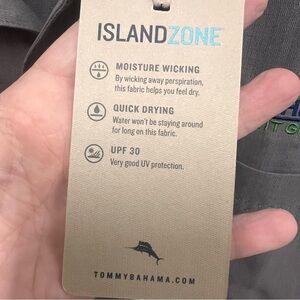 ISLANDZONE
MOISTURE WICKING
By wicking away perspiration,
this fabric helps you feel dry.
QUICK DRYING
Water won't be staying around
for long on this fabric.
UPF 30
Very good UV protection.
TOMMYBAHAMA.COM